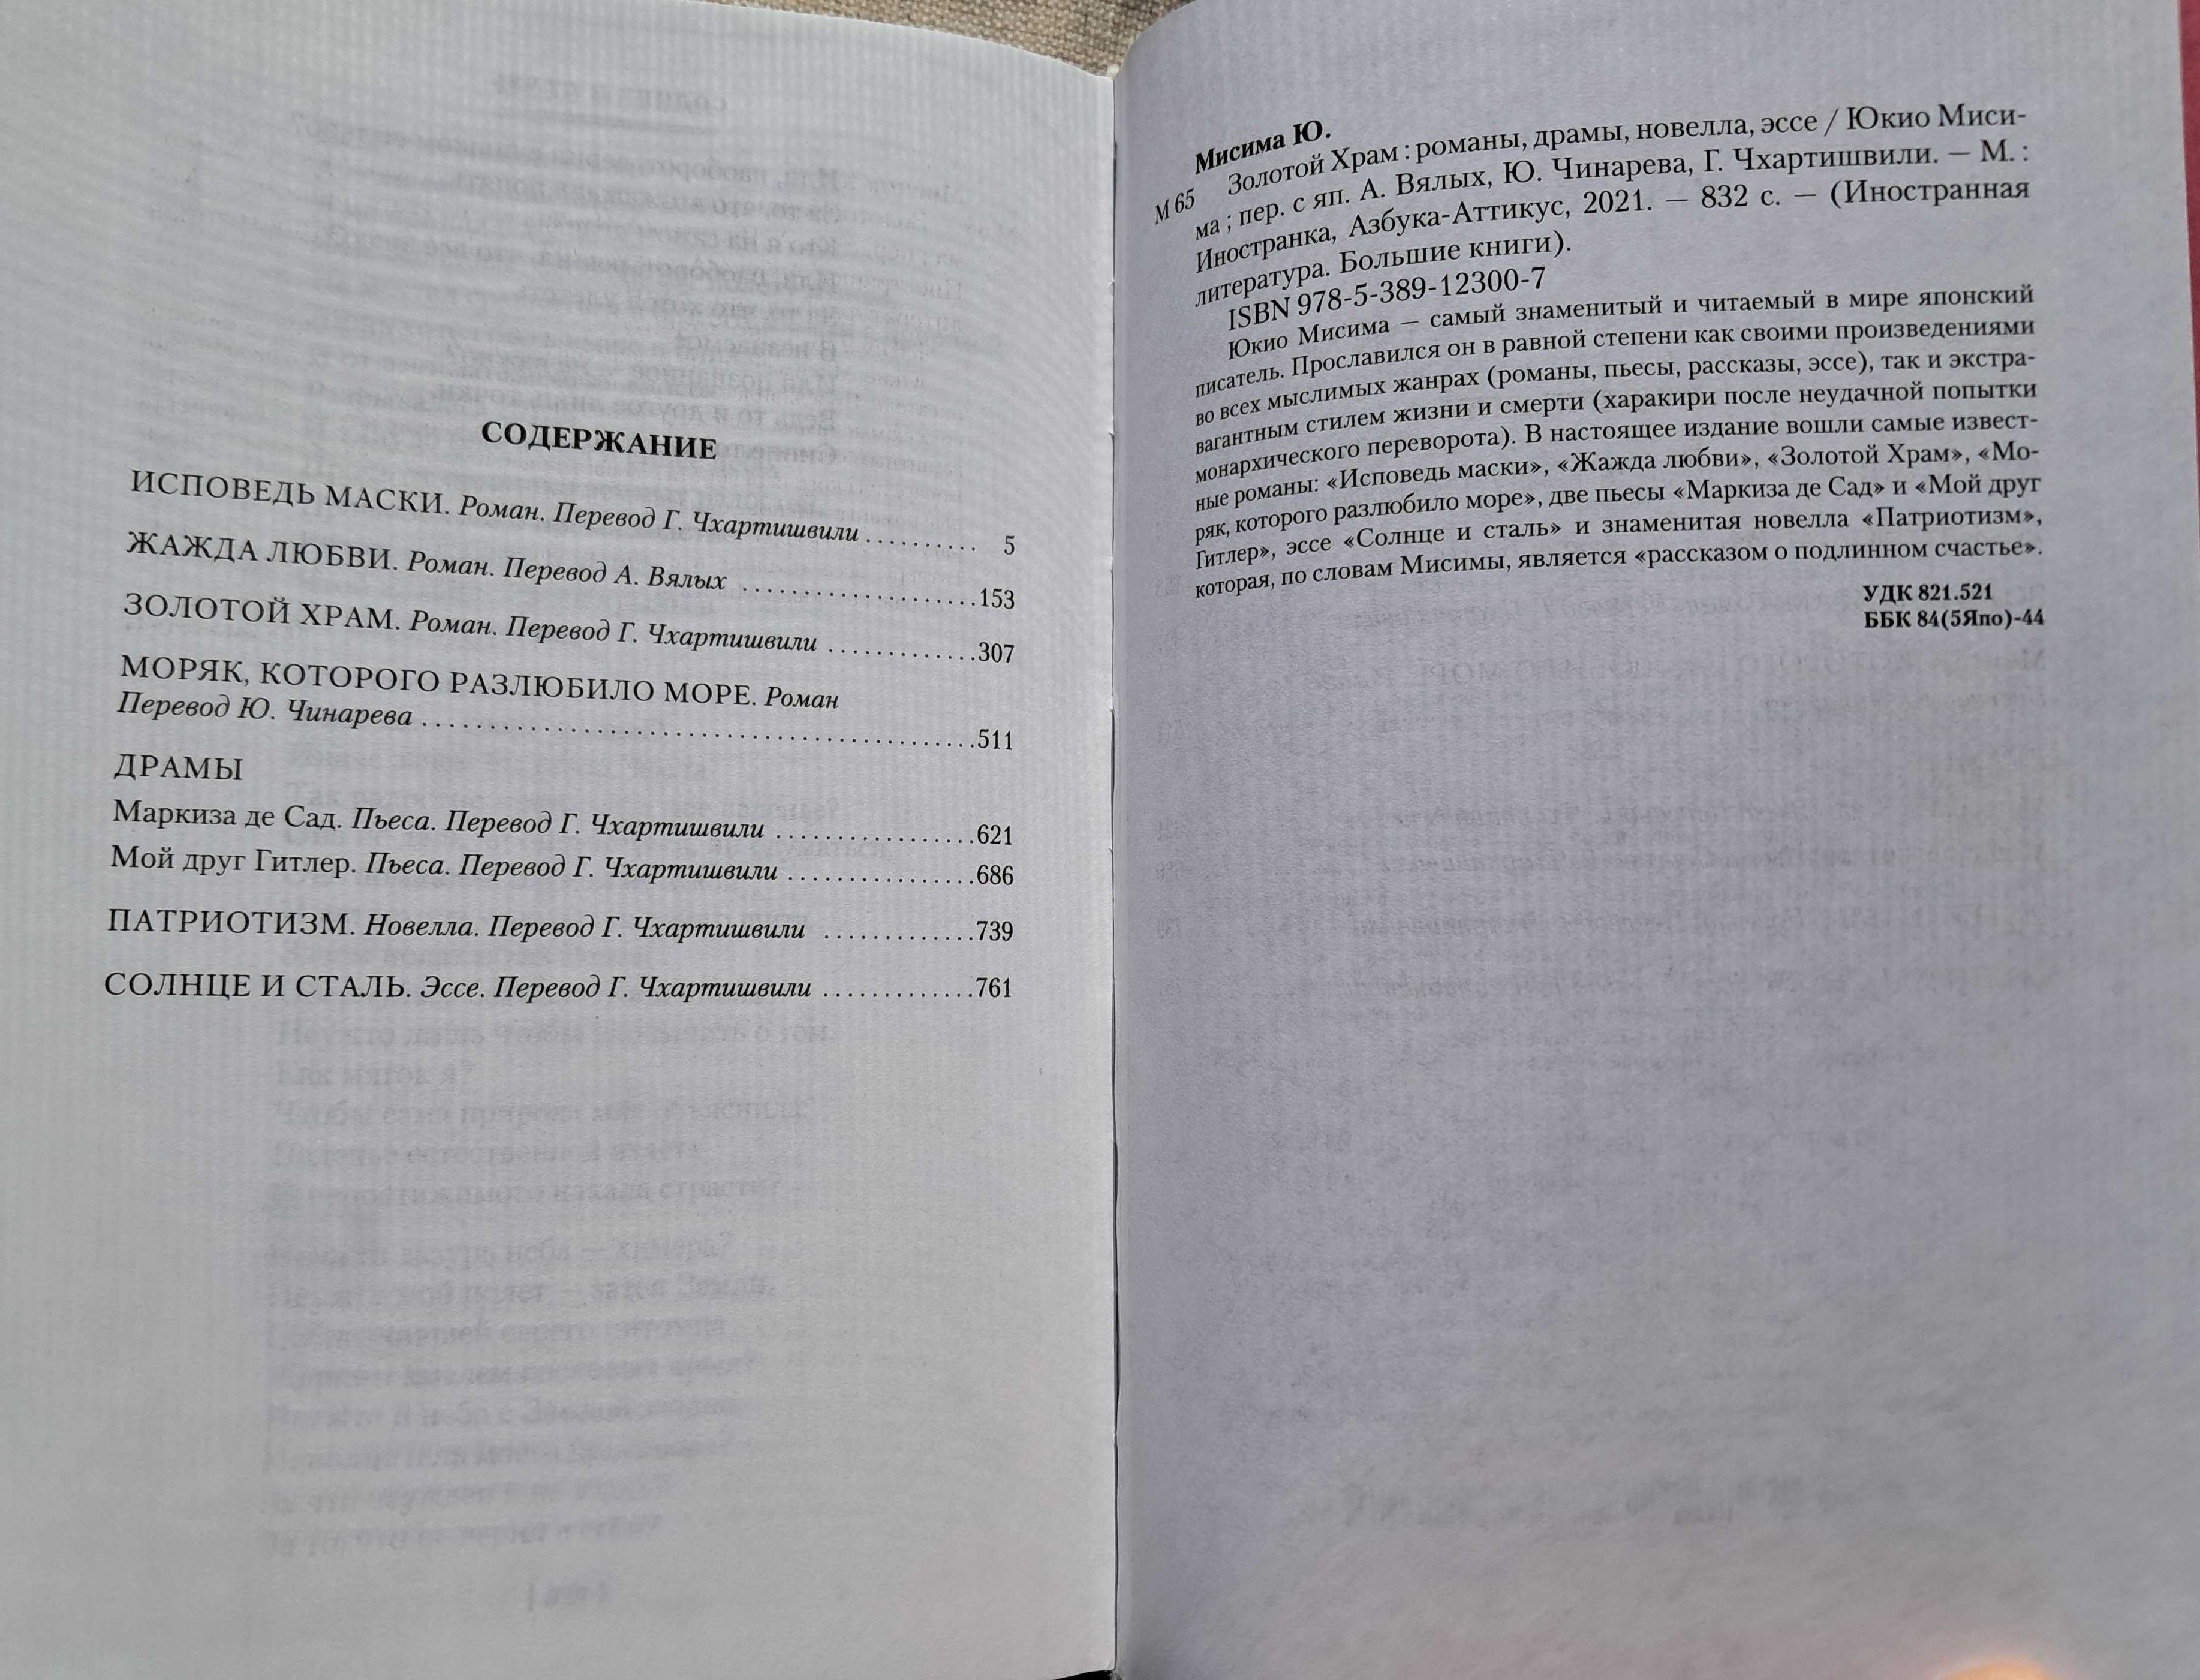 СОДЕРЖАНИЕ
ИСПОВЕДЬ МАСКИ. Роман. Перевод Г. Чхартишвили .......... 5
ЖАЖДА ЛЮБВИ. Роман. Перевод А. Вялых .....................153
ЗОЛОТОЙ ХРАМ. Роман. Перевод Г. Чхартишвили .............307
МОРЯК, КОТОРОГО РАЗЛЮБИЛО МОРЕ. Роман
Перевод Ю. Чинарева ..................................................511
ДРАМЫ
Маркиза де Сад. Пьеса. Перевод Г. Чхартишвили ..................621
Мой друг Гитлер. Пьеса. Перевод Г. Чхартишвили .................686
ПАТРИОТИЗМ. Новелла. Перевод Г. Чхартишвили .............739
СОЛНЦЕ И СТАЛЬ. Эссе. Перевод Г. Чхартишвили .............761
Мисима Ю.
М 65 Золотой Храм : романы, драмы, новелла, эссе / Юкио Миси-
ма ; пер. с яп. А. Вялых, Ю. Чинарева, Г. Чхартишвили. — М. :
Иностранка, Азбука-Аттикус, 2021. — 832 с. — (Иностранная
литература. Большие книги).
ISBN 978-5-389-12300-7
Юкио Мисима — самый знаменитый и читаемый в мире японский
писатель. Прославился он в равной степени как своими произведениями
во всех мыслимых жанрах (романы, пьесы, рассказы, эссе), так и экстра-
вагантным стилем жизни и смерти (харакири после неудачной попытки
монархического переворота). В настоящее издание вошли самые извест-
ные романы: «Исповедь маски», «Жажда любви», «Золотой Храм», «Мо-
ряк, которого разлюбило море», две пьесы «Маркиза де Сад» и «Мой друг
Гитлер», эссе «Солнце и сталь» и знаменитая новелла «Патриотизм»,
которая, по словам Мисимы, является «рассказом о подлинном счастье».
УДК 821.521
ББК 84(5Япо)-44